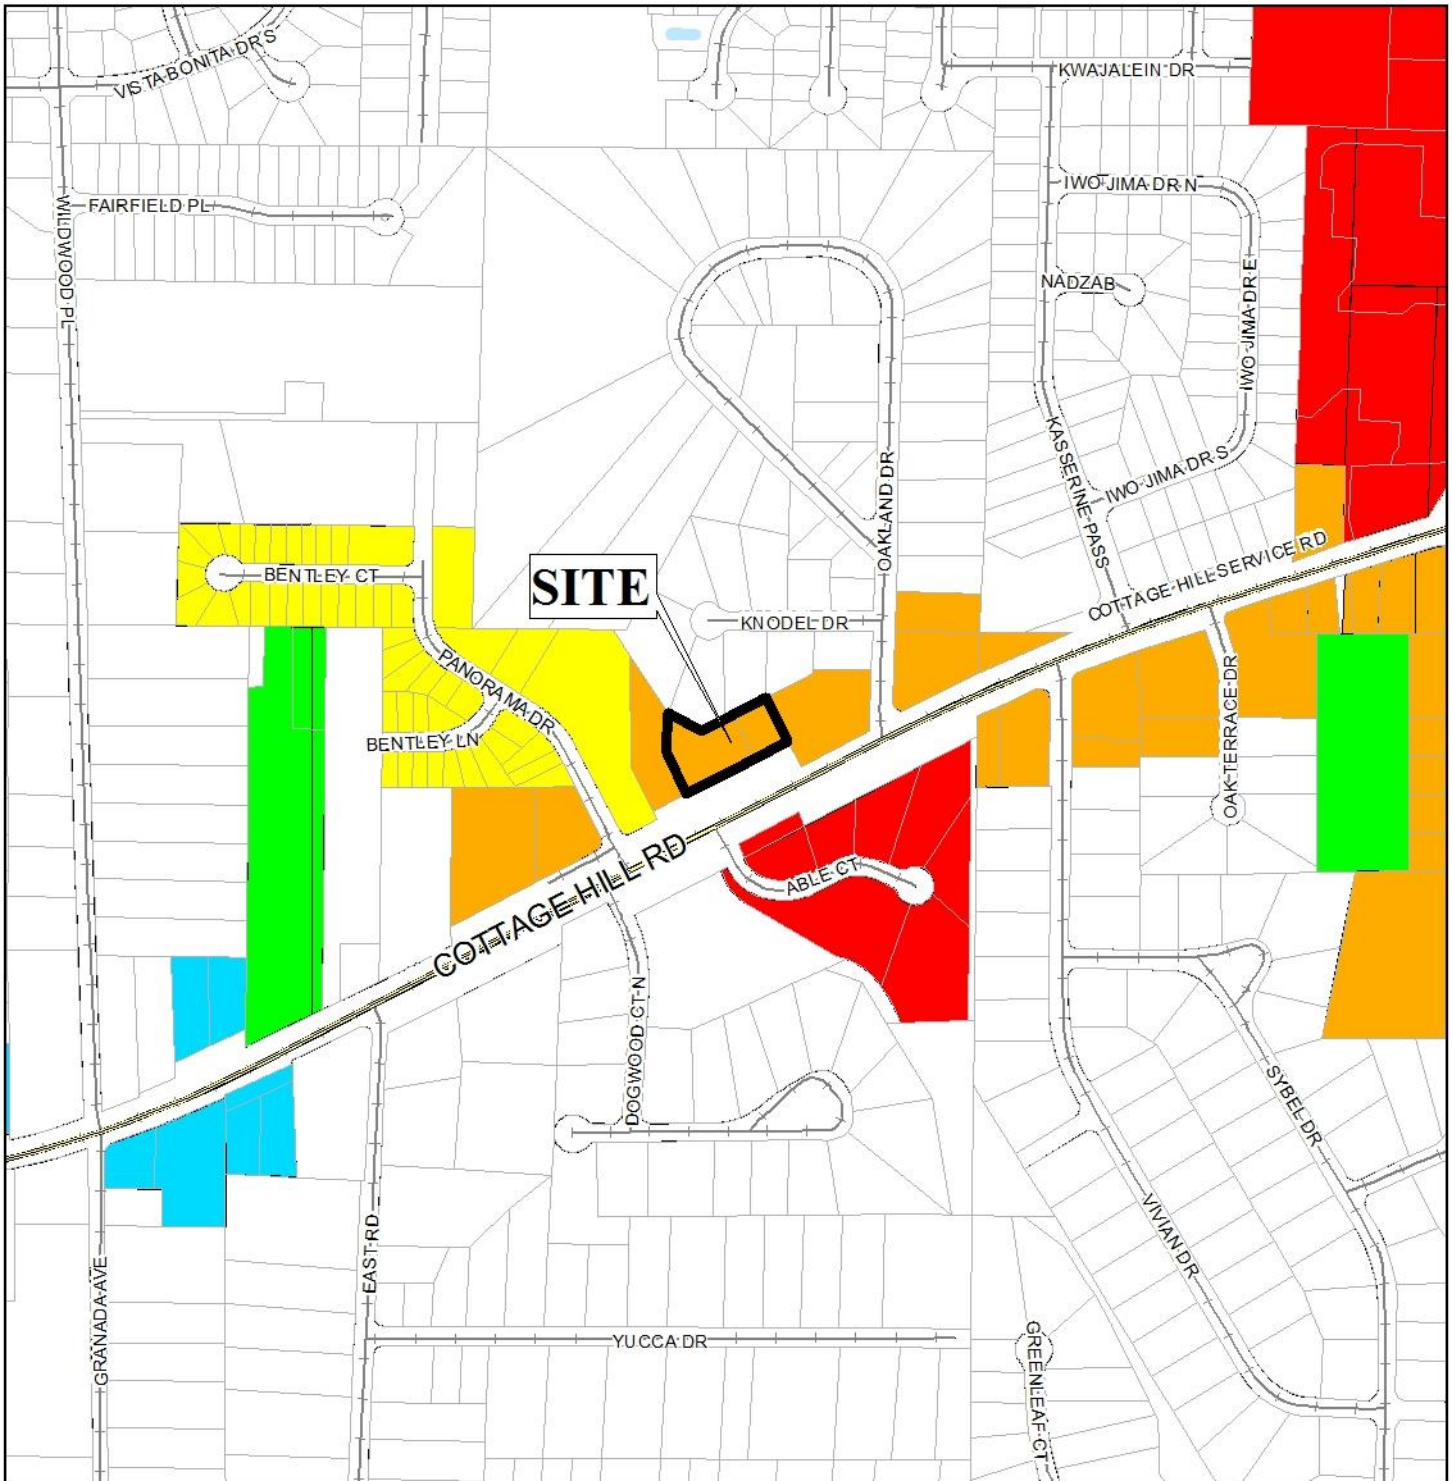 VISTA BONITA DR S
KWAJALEIN DR
IWO JIMA DR N
FAIRFIELD PL
WILDWOOD PL
NADZAB
IWO JIMA DR E
KASSERINE PASS
IWO JIMA DR S
OAKLAND DR
COTTAGE HILL SERVICE RD
BENTLEY CT
SITE
KNODEL DR
PANORAMA DR
BENTLEY LN
OAK TERRACE DR
COTTAGE HILL RD
ABLE CT
DOGWOOD CT N
SYBEL DR
VIVIAN DR
EAST RD
GRANADA AVE
YUCCA DR
GREENLEAF CT